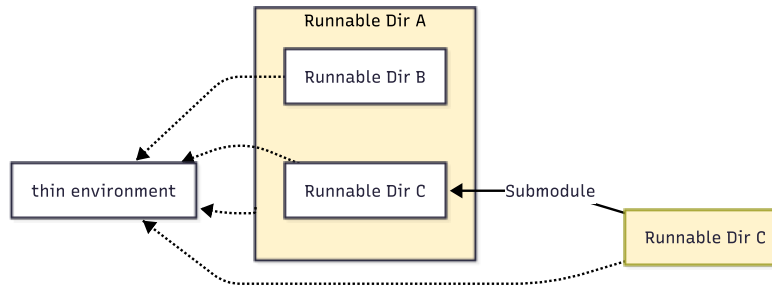 Runnable Dir A
Runnable Dir B
thin environment
Runnable Dir C
Submodule
Runnable Dir C